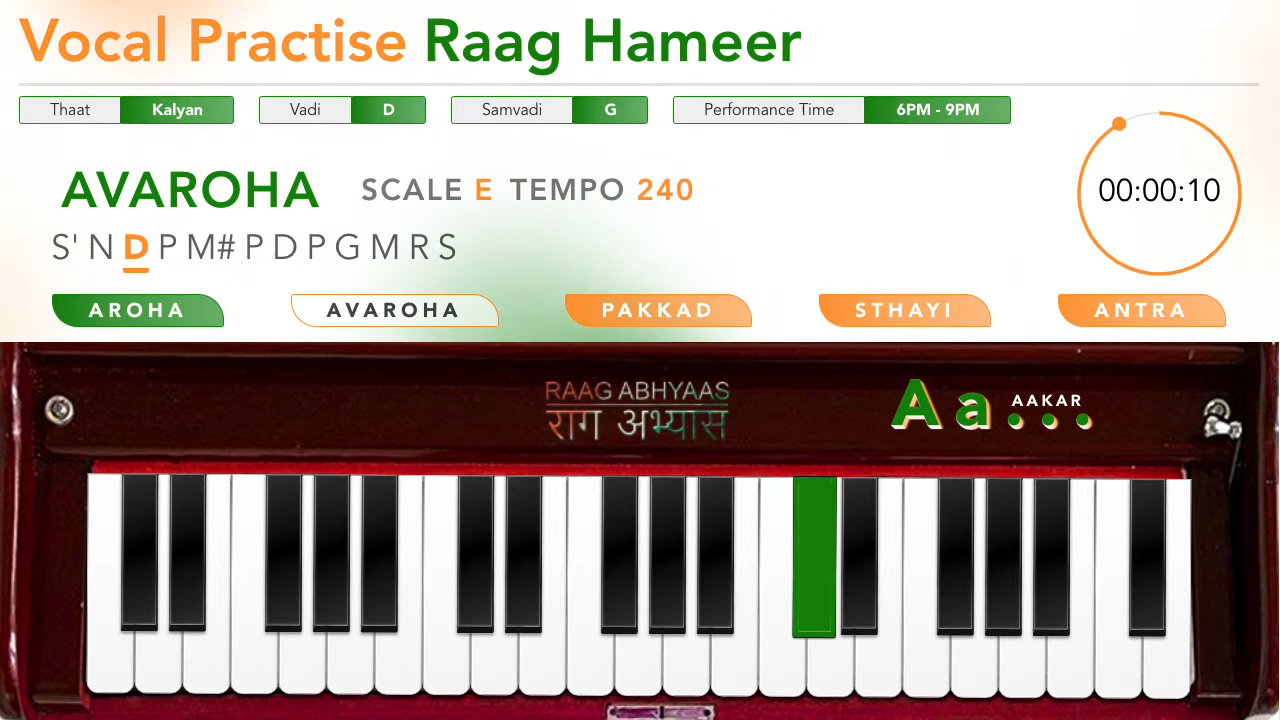 Vocal Practise Raag Hameer
Thaat Kalyan Vadi D Samvadi G Performance Time 6PM - 9PM
AVAROHA SCALE E TEMPO 240
00:00:10
S' N D P M# P D P G M R S
AROHA AVAROHA PAKKAD STHAYI ANTRA
RAAG ABHYAAS
राग अभ्यास
Aa... AAKAR